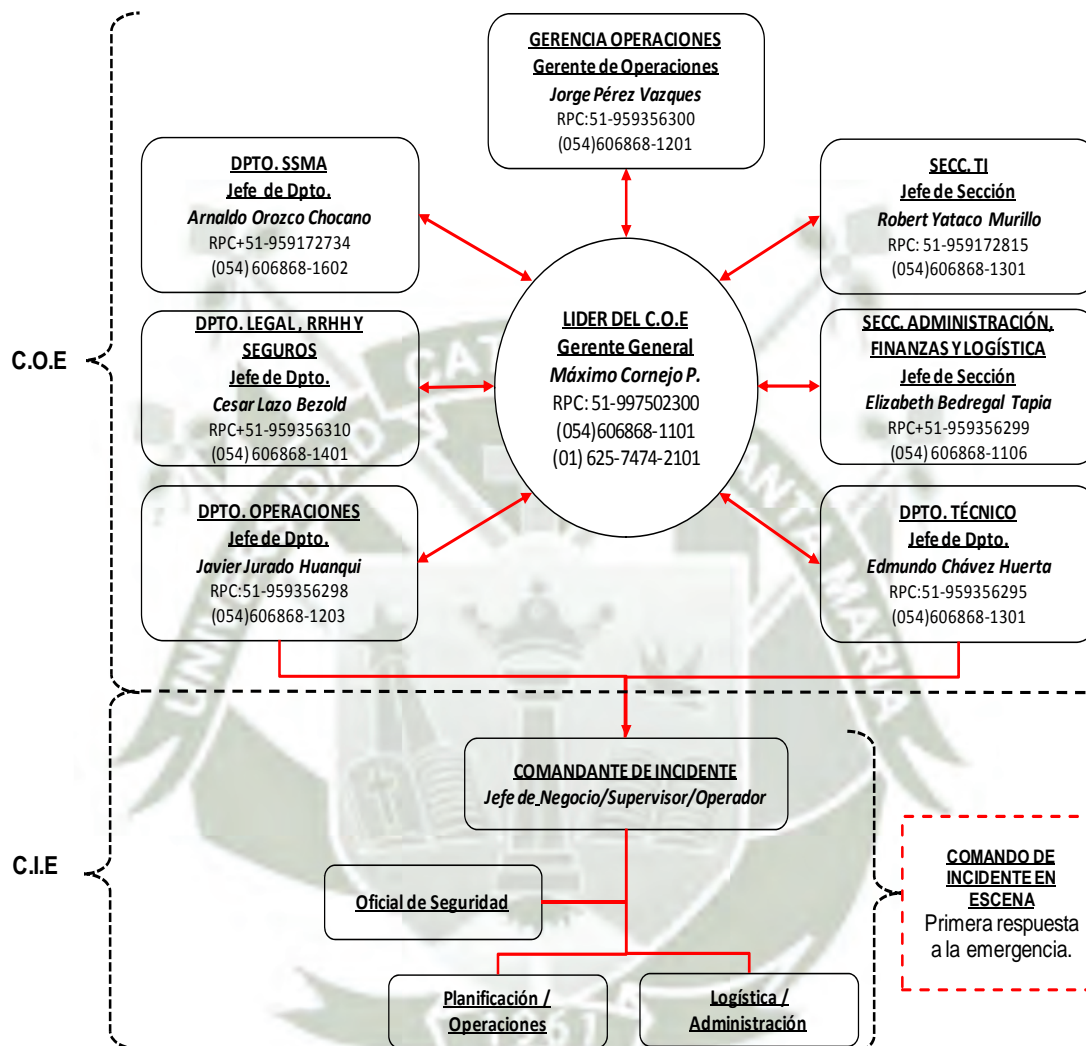 GERENCIA OPERACIONES
Gerente de Operaciones
Jorge Pérez Vazques
RPC:51-959356300
(054)606868-1201
DPTO. SSMA
Jefe de Dpto.
Arnaldo Orozco Chocano
RPC+51-959172734
(054) 606868-1602
SECC. TI
Jefe de Sección
Robert Yataco Murillo
RPC: 51-959172815
(054)606868-1301
C.O.E
DPTO. LEGAL , RRHH Y
SEGUROS
Jefe de Dpto.
Cesar Lazo Bezold
RPC+51-959356310
(054) 606868-1401
LIDER DEL C.O.E
Gerente General
Máximo Cornejo P.
RPC: 51-997502300
(054)606868-1101
(01) 625-7474-2101
SECC. ADMINISTRACIÓN,
FINANZAS Y LOGÍSTICA
Jefe de Sección
Elizabeth Bedregal Tapia
RPC+51-959356299
(054) 606868-1106
DPTO. OPERACIONES
Jefe de Dpto.
Javier Jurado Huanqui
RPC:51-959356298
(054)606868-1203
DPTO. TÉCNICO
Jefe de Dpto.
Edmundo Chávez Huerta
RPC:51-959356295
(054)606868-1301
C.I.E
COMANDANTE DE INCIDENTE
Jefe de Negocio/Supervisor/Operador
Oficial de Seguridad
Planificación /
Operaciones
Logística /
Administración
COMANDO DE
INCIDENTE EN
ESCENA
Primera respuesta
a la emergencia.
SANTA MARIA
1961